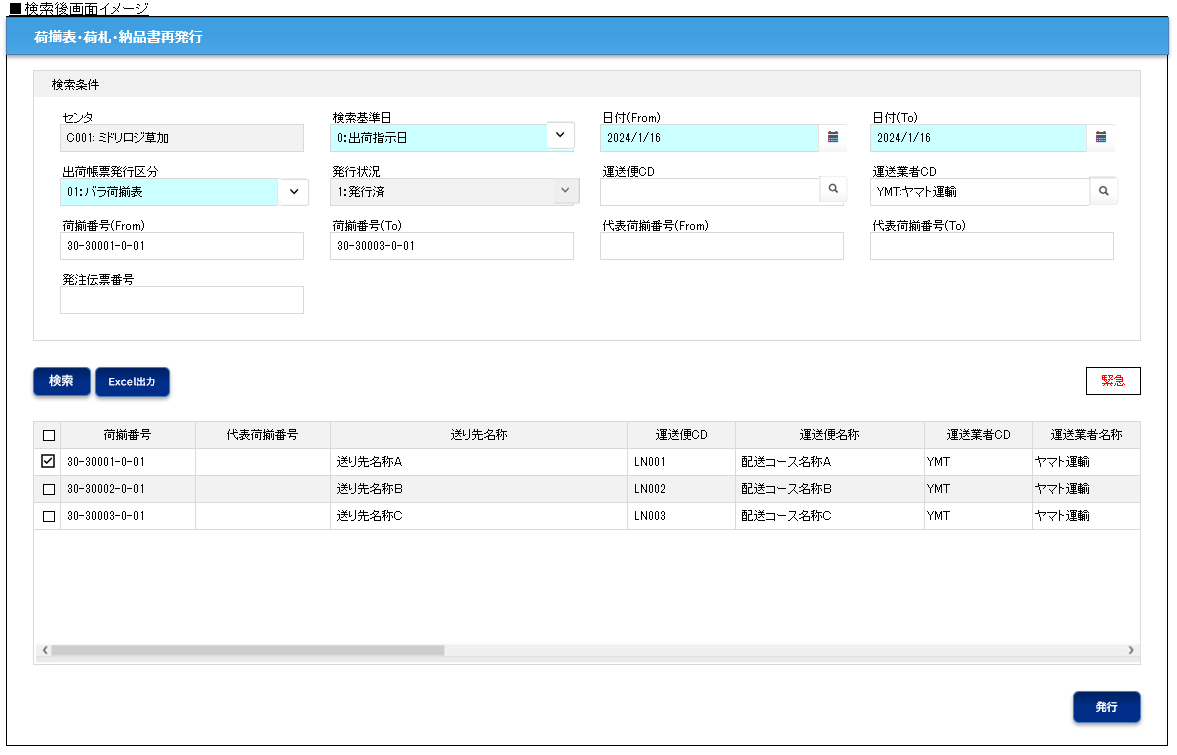 ■検索後画面イメージ
荷揃表・荷札・納品書再発行
検索条件
センタ 検索基準日 日付(From) 日付(To)
C001: ミドリロジ草加 0:出荷指示日 2024/1/16 2024/1/16
出荷帳票発行区分 発行状況 運送便CD 運送業者CD
01:バラ荷揃表 1:発行済 YMT:ヤマト運輸
荷揃番号(From) 荷揃番号(To) 代表荷揃番号(From) 代表荷揃番号(To)
30-30001-0-01 30-30003-0-01
発注伝票番号
検索 Excel出力 緊急
荷揃番号 代表荷揃番号 送り先名称 運送便CD 運送便名称 運送業者CD 運送業者名称
30-30001-0-01 送り先名称A LN001 配送コース名称A YMT ヤマト運輸
30-30002-0-01 送り先名称B LN002 配送コース名称B YMT ヤマト運輸
30-30003-0-01 送り先名称C LN003 配送コース名称C YMT ヤマト運輸
発行